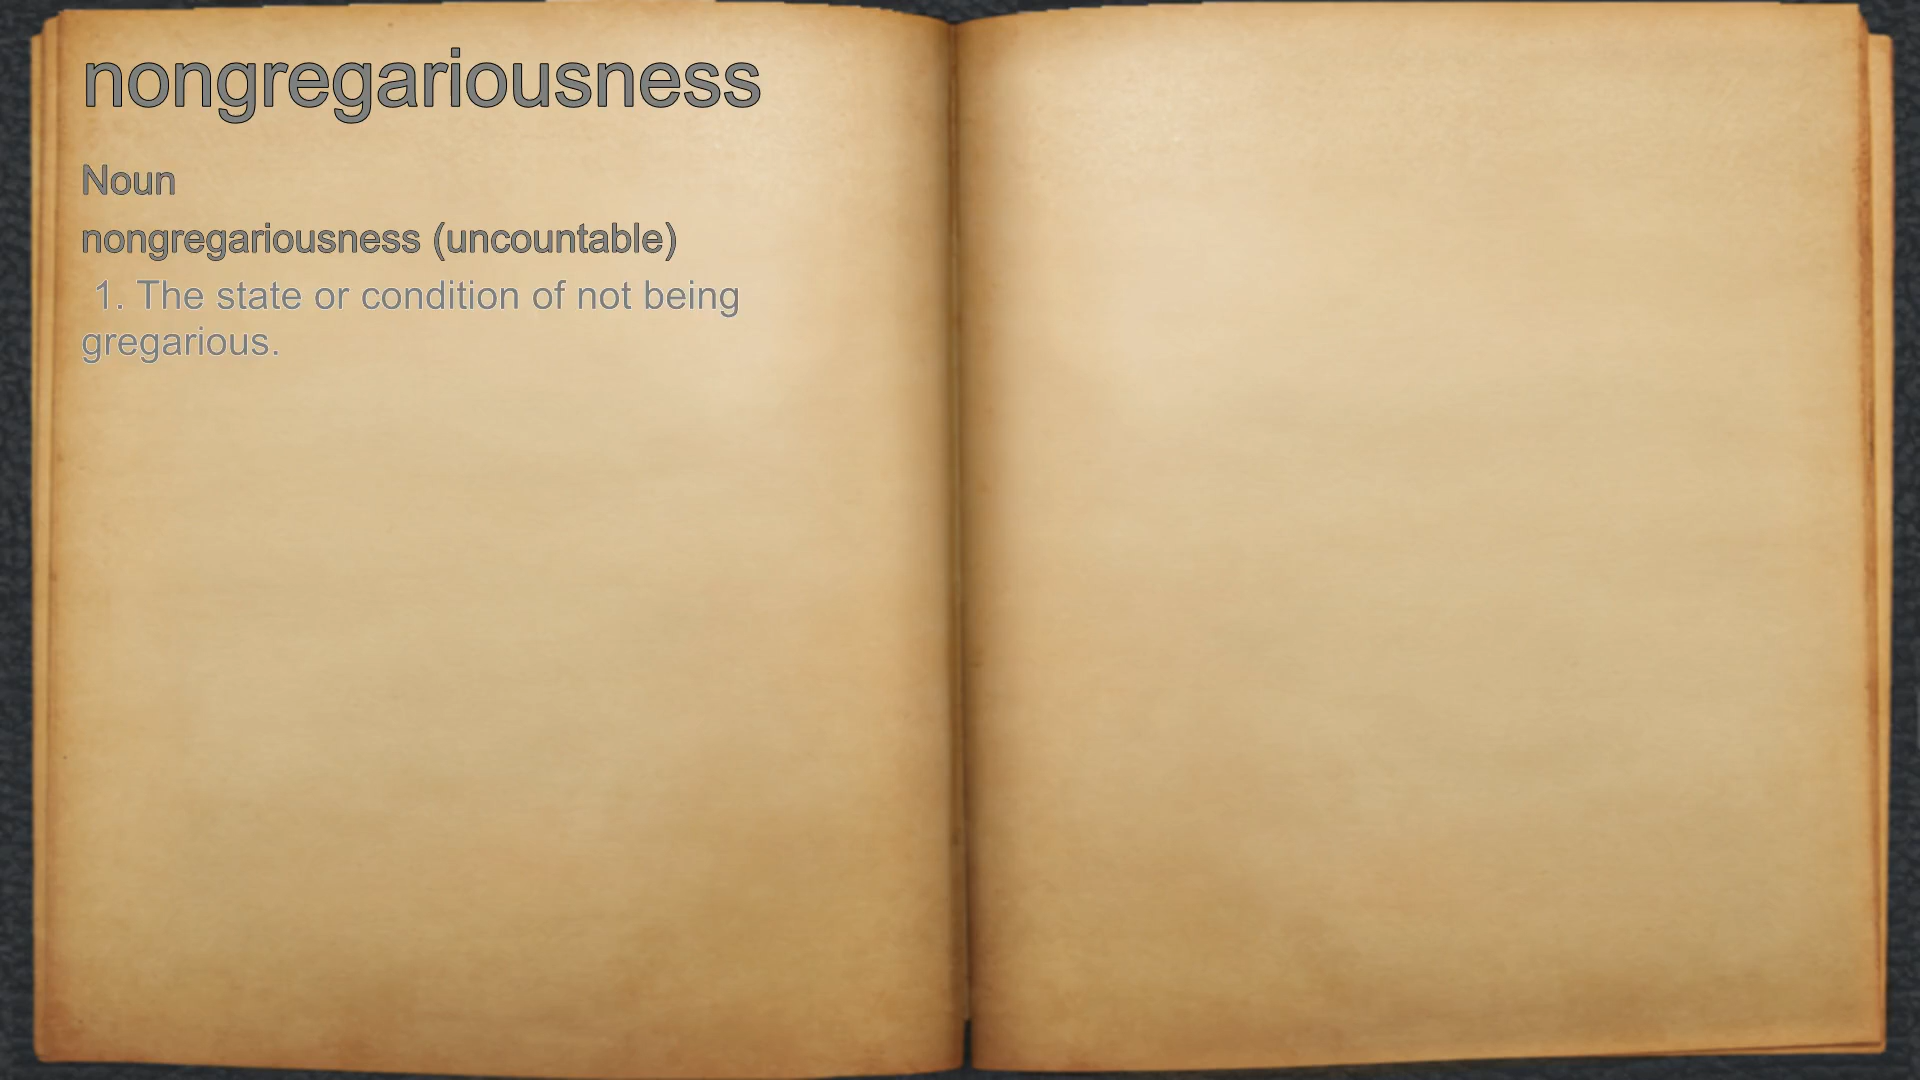 nongregariousness
Noun
nongregariousness (uncountable)
1. The state or condition of not being
gregarious.